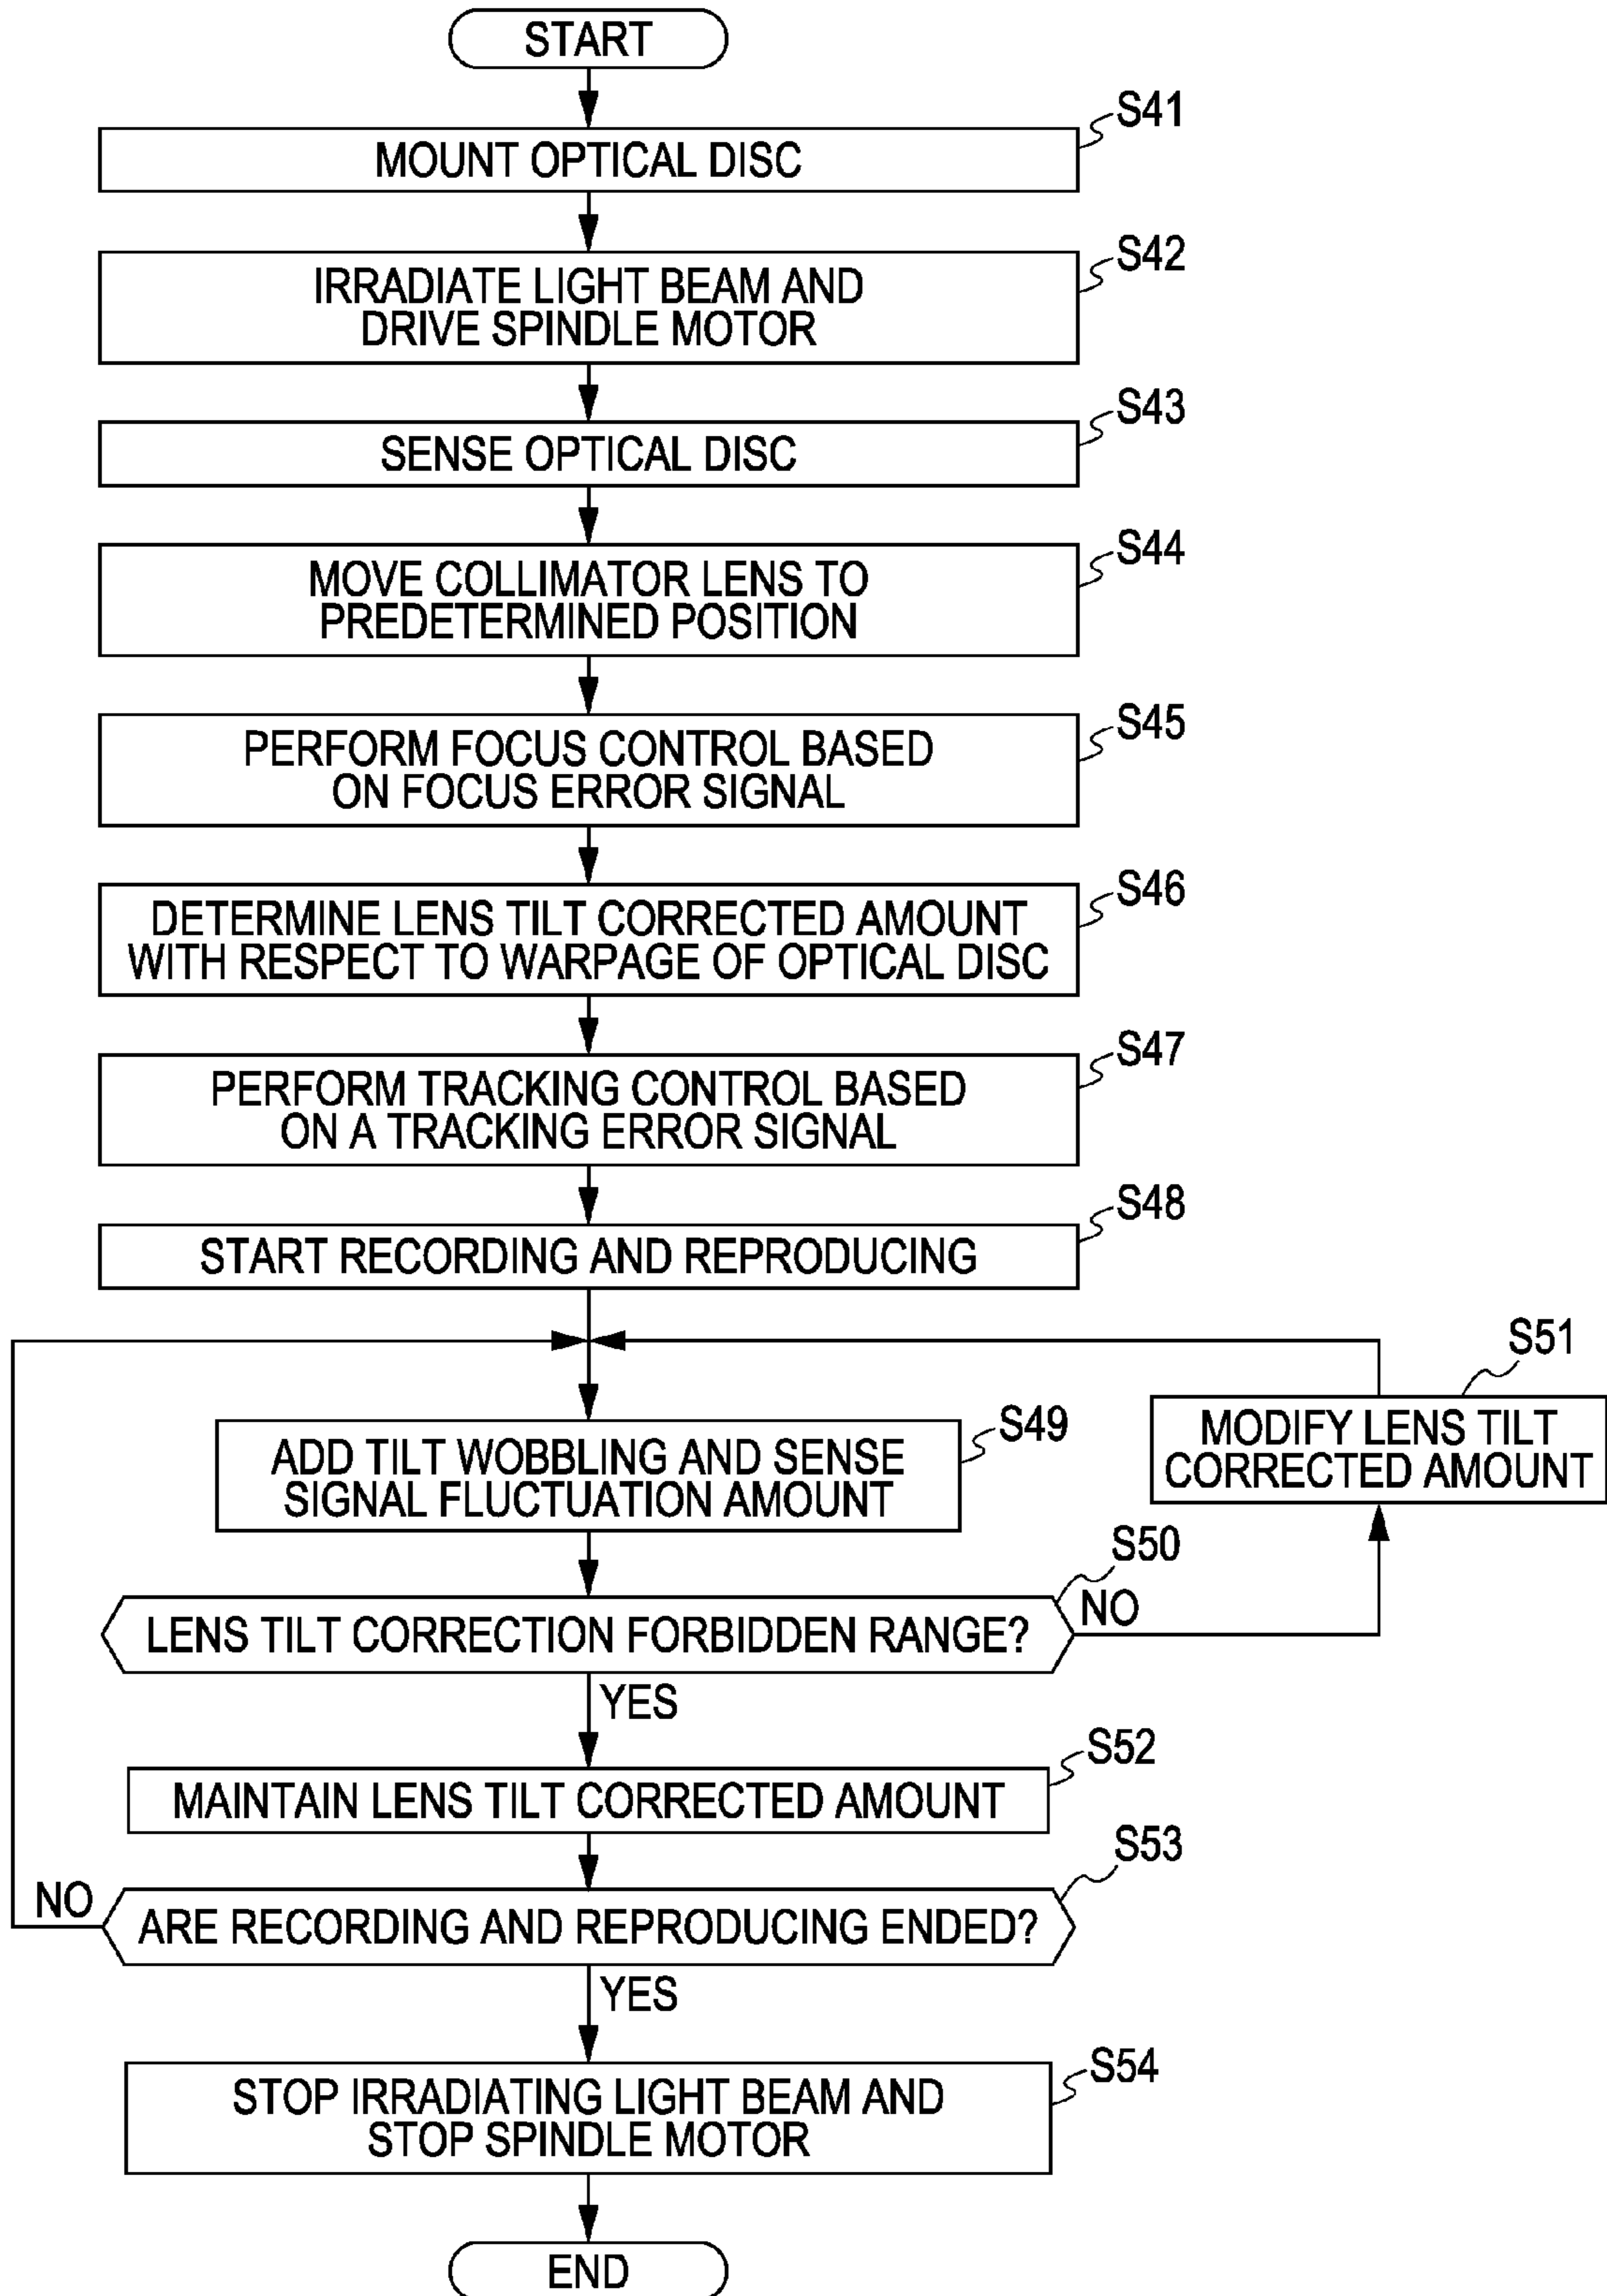 START
S41
MOUNT OPTICAL DISC
S42
IRRADIATE LIGHT BEAM AND
DRIVE SPINDLE MOTOR
S43
SENSE OPTICAL DISC
S44
MOVE COLLIMATOR LENS TO
PREDETERMINED POSITION
S45
PERFORM FOCUS CONTROL BASED
ON FOCUS ERROR SIGNAL
S46
DETERMINE LENS TILT CORRECTED AMOUNT
WITH RESPECT TO WARPAGE OF OPTICAL DISC
S47
PERFORM TRACKING CONTROL BASED
ON A TRACKING ERROR SIGNAL
S48
START RECORDING AND REPRODUCING
S51
MODIFY LENS TILT
CORRECTED AMOUNT
S49
ADD TILT WOBBLING AND SENSE
SIGNAL FLUCTUATION AMOUNT
S50
LENS TILT CORRECTION FORBIDDEN RANGE?
NO
YES
S52
MAINTAIN LENS TILT CORRECTED AMOUNT
S53
NO
ARE RECORDING AND REPRODUCING ENDED?
YES
S54
STOP IRRADIATING LIGHT BEAM AND
STOP SPINDLE MOTOR
END